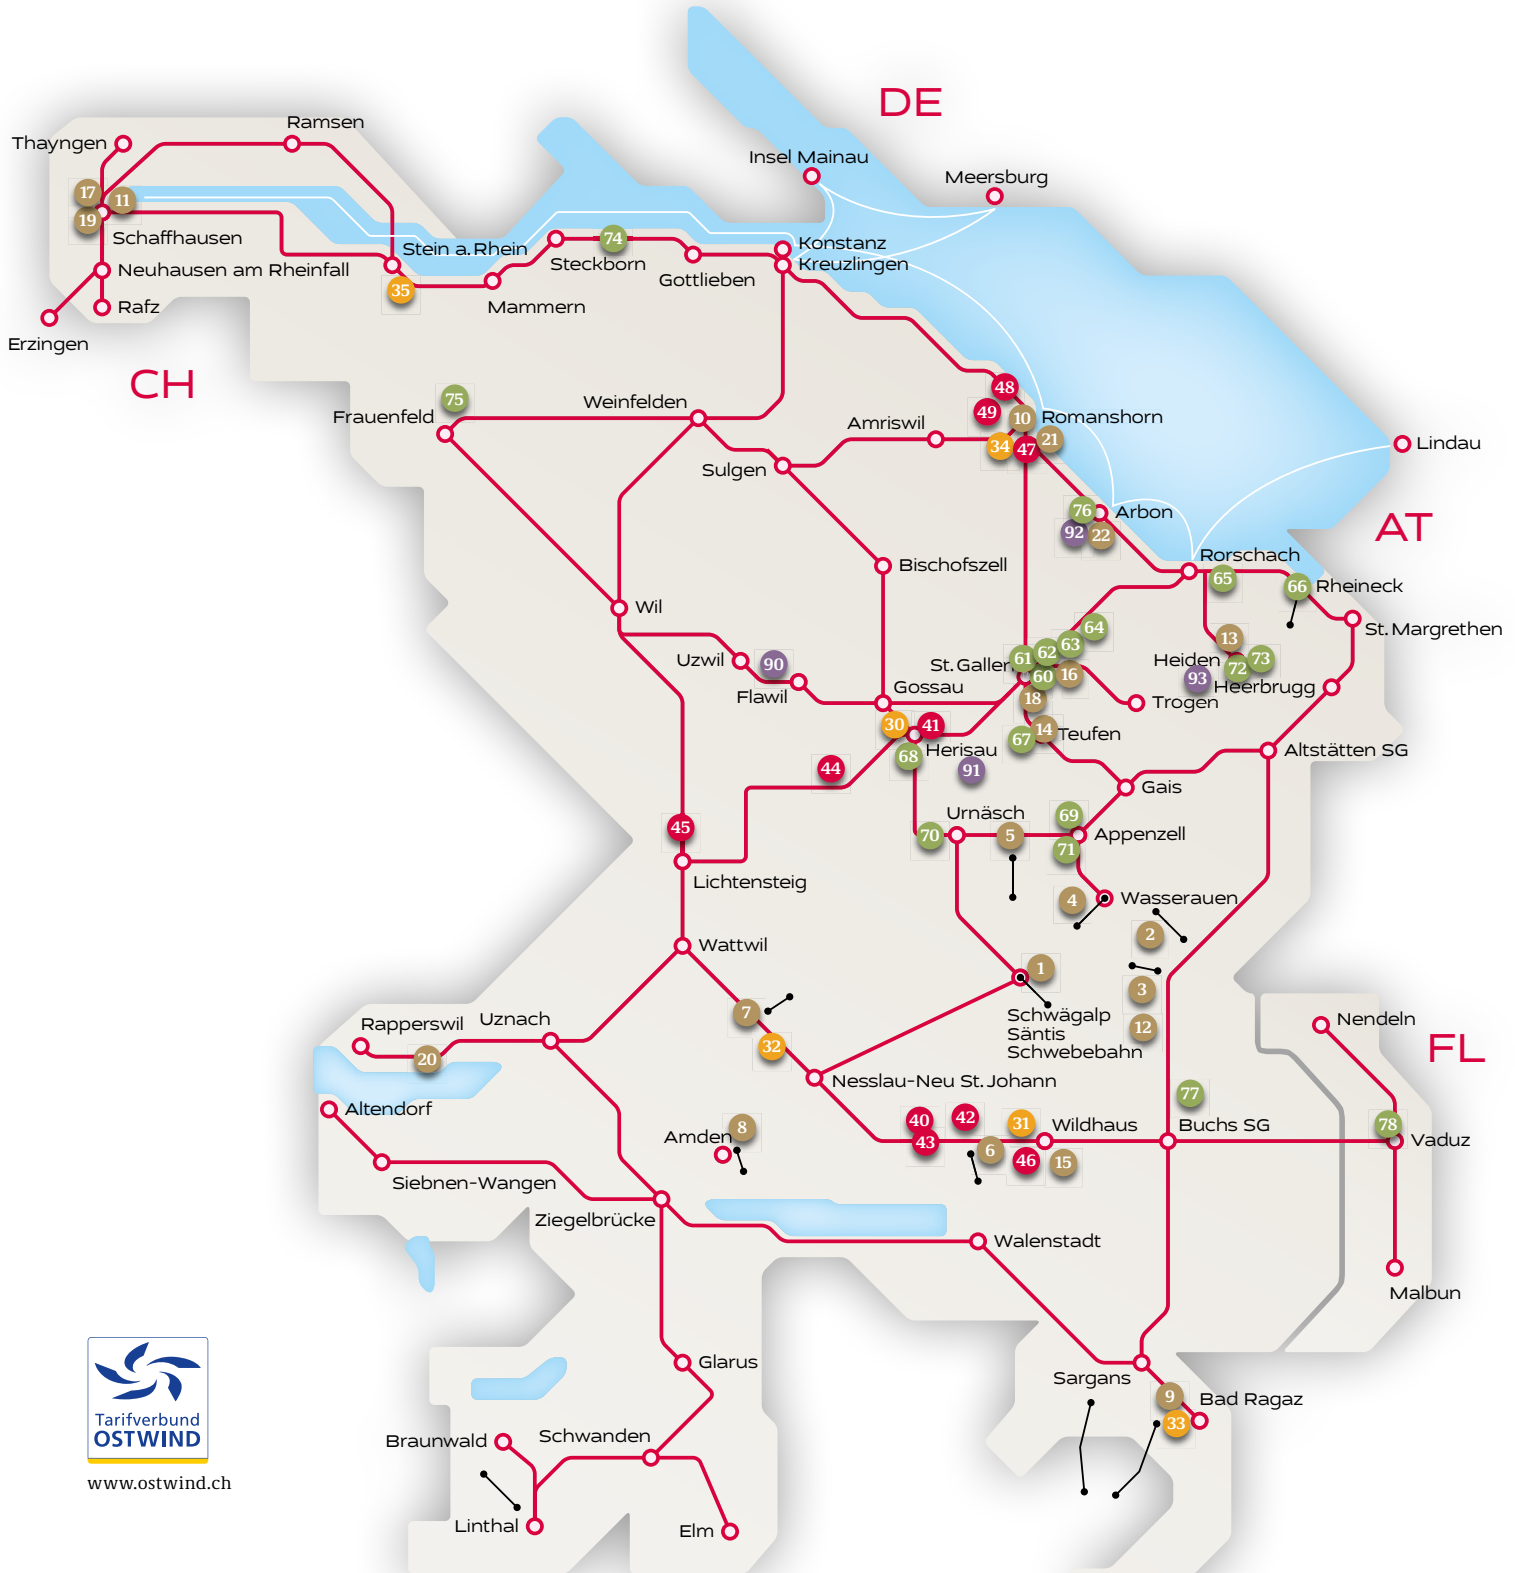 DE
Ramsen
Thayngen
Insel Mainau
Meersburg
17
11
19
Schaffhausen
Stein a. Rhein
74
Steckborn
Konstanz
Kreuzlingen
Gottlieben
Neuhausen am Rheinfall
35
Mammern
Rafz
Erzingen
CH
48
75
Weinfelden
49
10
Romanshorn
Frauenfeld
Amriswil
34
47
21
Lindau
Sulgen
76
Arbon
92
22
AT
Rorschach
Bischofszell
65
66
Rheineck
Wil
64
St. Margrethen
63
13
62
61
Uzwil
90
St. Gallen
60
16
Heiden
72
73
93
Heerbrugg
Flawil
Gossau
18
Trogen
30
41
14
Teufen
67
Herisau
68
Altstätten SG
44
91
Gais
Urnäsch
69
45
70
5
Appenzell
71
Lichtensteig
4
Wasserauen
2
Wattwil
1
3
7
Schwägalp
Säntis
Schwebebahn
12
Rapperswil
Uznach
20
32
Nendeln
FL
Nesslau-Neu St. Johann
77
Altendorf
40
42
31
Wildhaus
Buchs SG
78
Vaduz
Amden
8
43
6
46
15
Siebnen-Wangen
Ziegelbrücke
Walenstadt
Malbun
Glarus
Sargans
9
Bad Ragaz
33
Tarifverbund
OSTWIND
Braunwald
Schwanden
www.ostwind.ch
Linthal
Elm